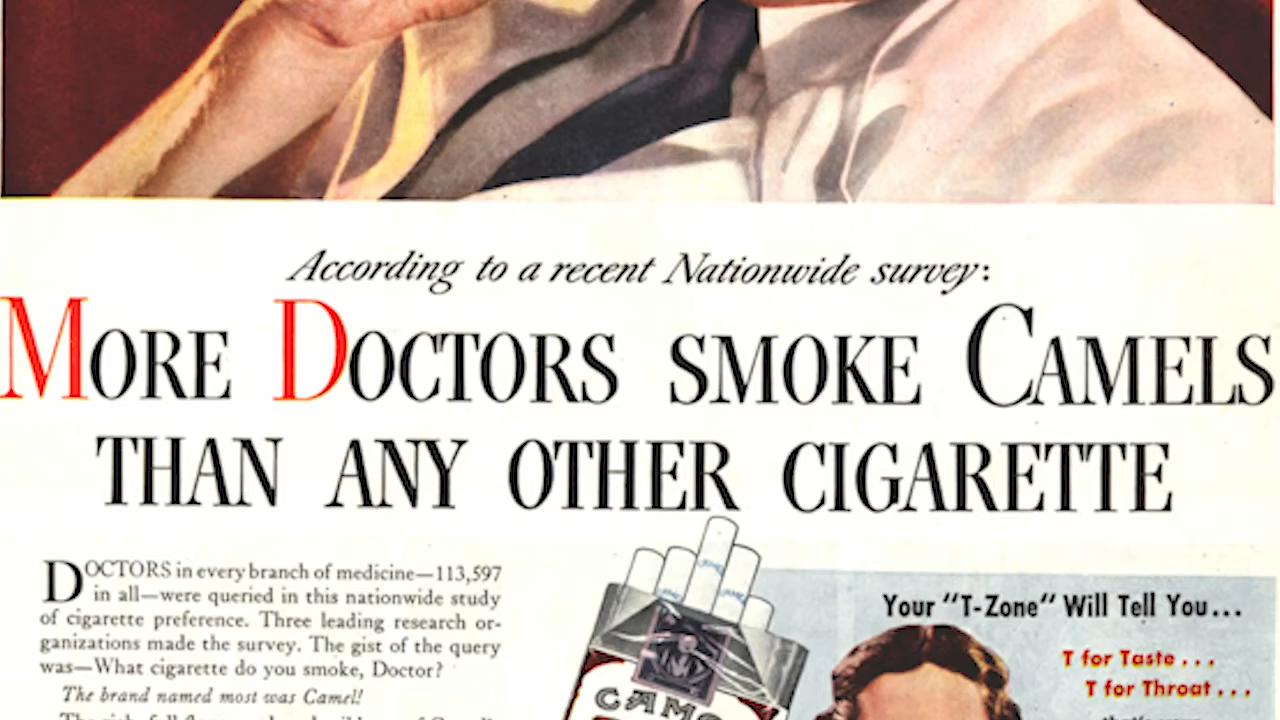 According to a recent Nationwide survey:
MORE DOCTORS SMOKE CAMELS
THAN ANY OTHER CIGARETTE
DOCTORS in every branch of medicine—113,597
in all—were queried in this nationwide study
of cigarette preference. Three leading research or-
ganizations made the survey. The gist of the query
was—What cigarette do you smoke, Doctor?
The brand named most was Camel!
CAMEL
CAMEL
Your "T-Zone" Will Tell You...
T for Taste . . .
T for Throat . . .